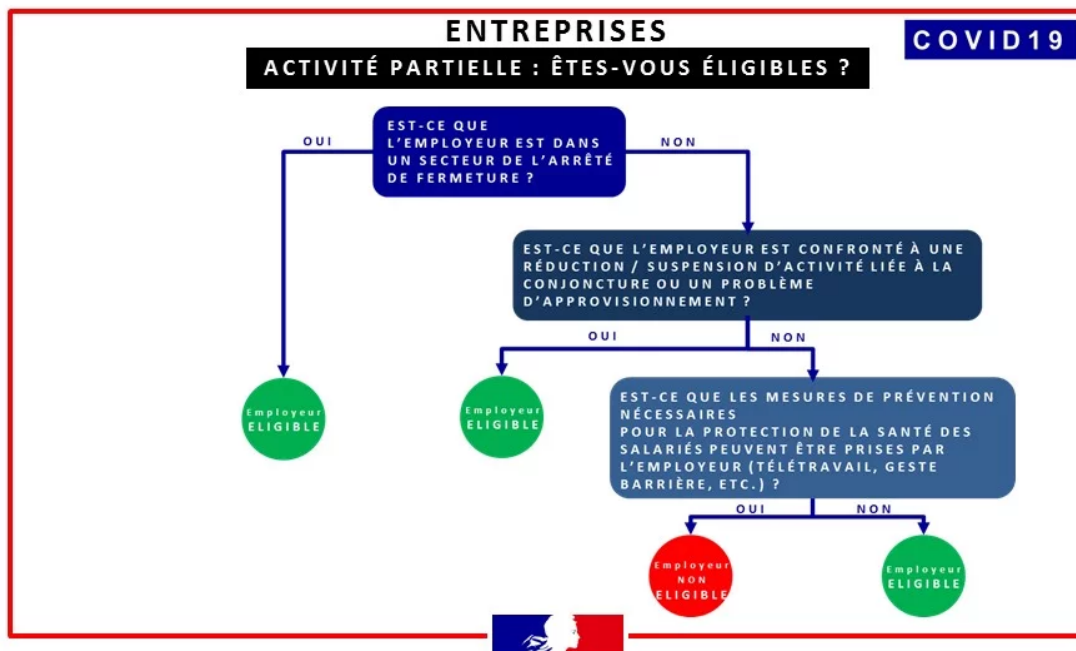 ENTREPRISES
COVID19
ACTIVITÉ PARTIELLE : ÊTES-VOUS ÉLIGIBLES ?
EST-CE QUE
L'EMPLOYEUR EST DANS
UN SECTEUR DE L'ARRÊTÉ
DE FERMETURE ?
OUI
NON
EST-CE QUE L'EMPLOYEUR EST CONFRONTÉ À UNE
RÉDUCTION / SUSPENSION D'ACTIVITÉ LIÉE À LA
CONJONCTURE OU UN PROBLÈME
D'APPROVISIONNEMENT ?
OUI
NON
Employeur
ELIGIBLE
Employeur
ELIGIBLE
EST-CE QUE LES MESURES DE PRÉVENTION
NÉCESSAIRES
POUR LA PROTECTION DE LA SANTÉ DES
SALARIÉS PEUVENT ÊTRE PRISES PAR
L'EMPLOYEUR (TÉLÉTRAVAIL, GESTE
BARRIÈRE, ETC.) ?
OUI
NON
Employeur
NON
ELIGIBLE
Employeur
ELIGIBLE